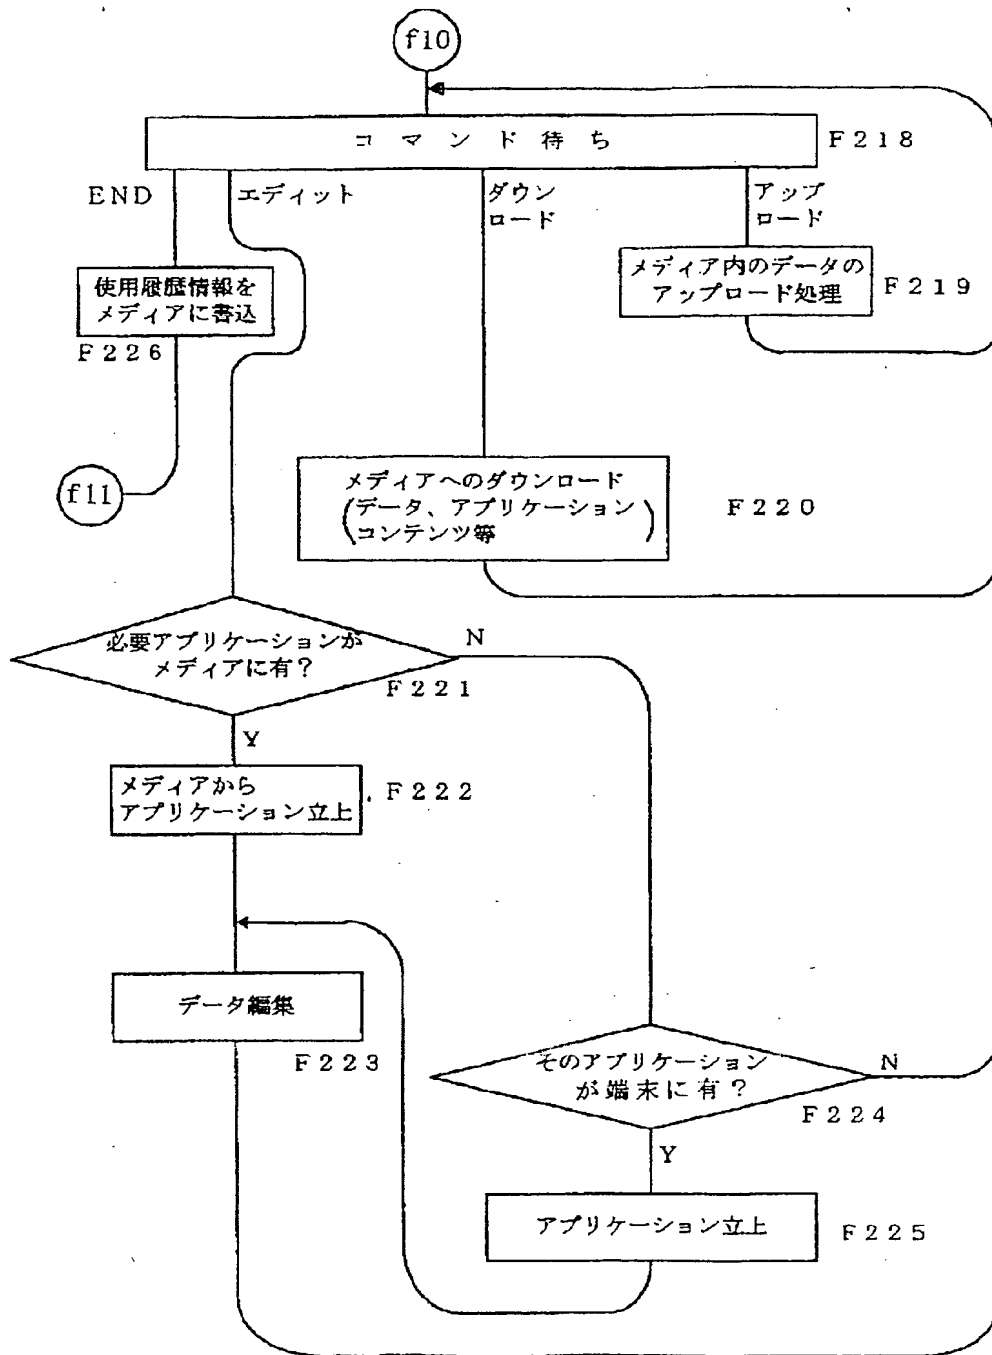 f10
コマンド待ち
F218
END
エディット
ダウン
ロード
アップ
ロード
使用履歴情報を
メディアに書込
F226
メディア内のデータの
アップロード処理
F219
f11
メディアへのダウンロード
(データ、アプリケーション
コンテンツ等)
F220
必要アプリケーションが
メディアに有?
N
F221
Y
メディアから
アプリケーション立上
F222
データ編集
F223
そのアプリケーション
が端末に有?
N
F224
Y
アプリケーション立上
F225